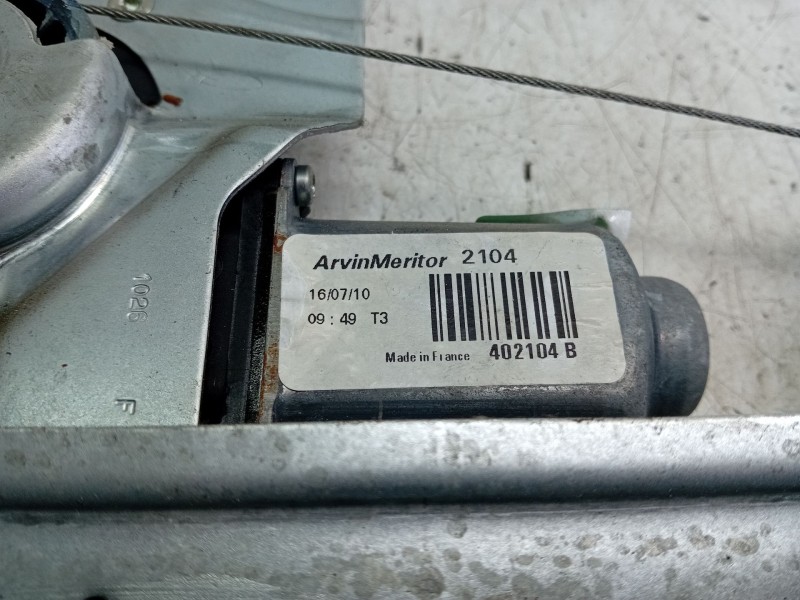 ArvinMeritor 2104
16/07/10
09 : 49 T3
Made in France 402104 B
1026 F